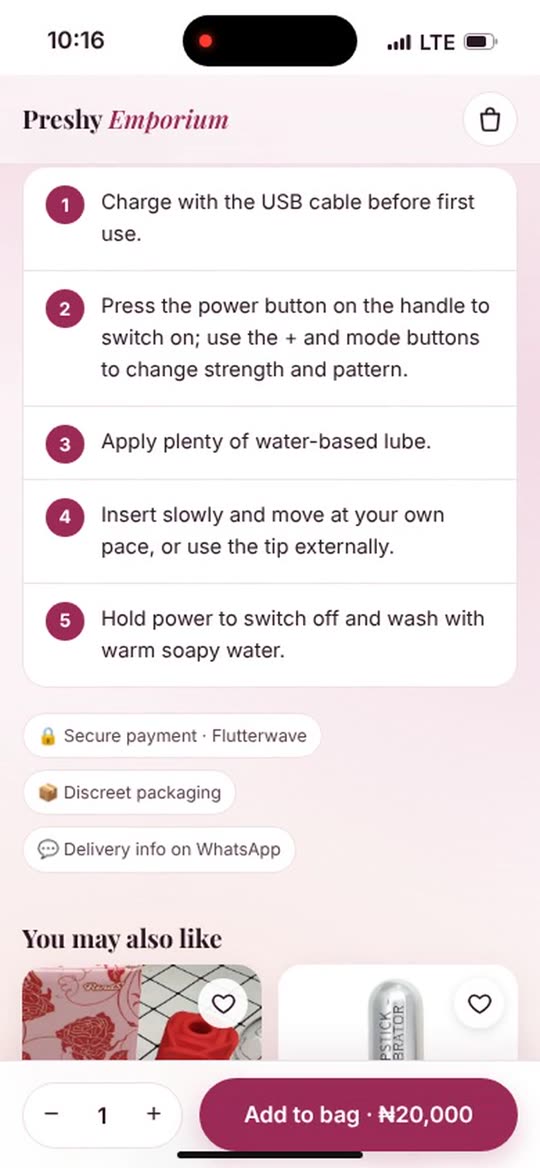 10:16
LTE
Preshy Emporium
1
Charge with the USB cable before first
use.
2
Press the power button on the handle to
switch on; use the + and mode buttons
to change strength and pattern.
3
Apply plenty of water-based lube.
4
Insert slowly and move at your own
pace, or use the tip externally.
5
Hold power to switch off and wash with
warm soapy water.
🔒 Secure payment · Flutterwave
📦 Discreet packaging
💬 Delivery info on WhatsApp
You may also like
− 1 +
Add to bag · ₦20,000